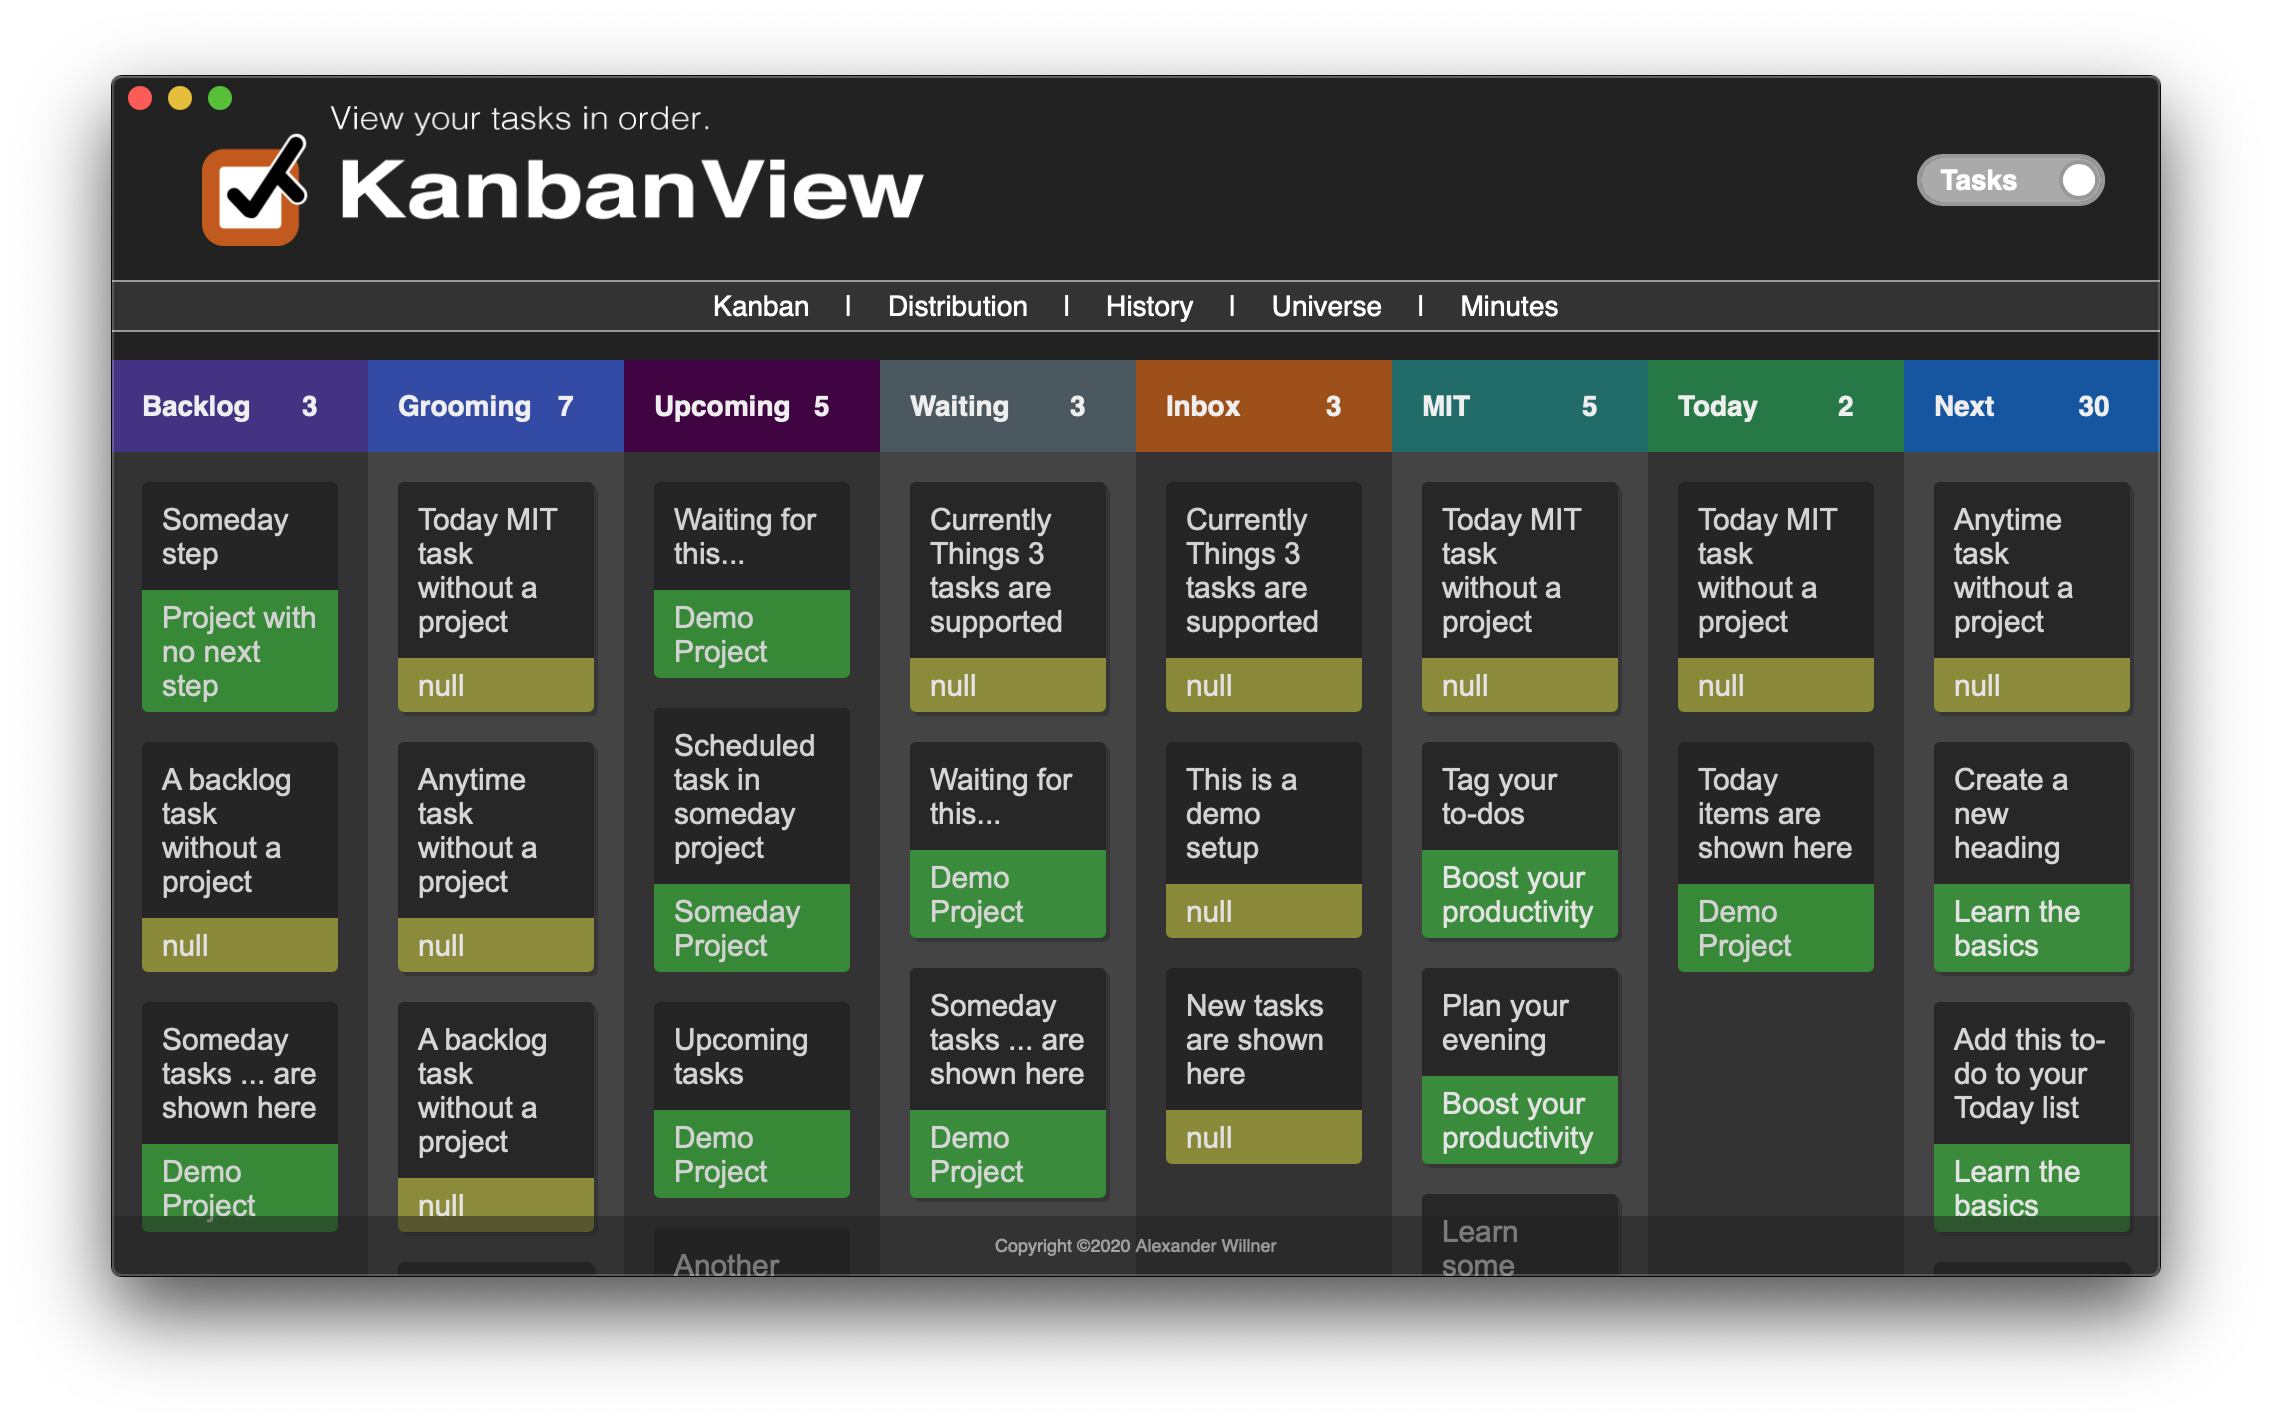 View your tasks in order.
KanbanView
Tasks
Kanban | Distribution | History | Universe | Minutes
Backlog 3
Someday
step
Project with
no next
step
A backlog
task
without a
project
null
Someday
tasks ... are
shown here
Demo
Project
Grooming 7
Today MIT
task
without a
project
null
Anytime
task
without a
project
null
A backlog
task
without a
project
null
Upcoming 5
Waiting for
this...
Demo
Project
Scheduled
task in
someday
project
Someday
Project
Upcoming
tasks
Demo
Project
Another
Waiting 3
Currently
Things 3
tasks are
supported
null
Waiting for
this...
Demo
Project
Someday
tasks ... are
shown here
Demo
Project
Inbox 3
Currently
Things 3
tasks are
supported
null
This is a
demo
setup
null
New tasks
are shown
here
null
MIT 5
Today MIT
task
without a
project
null
Tag your
to-dos
Boost your
productivity
Plan your
evening
Boost your
productivity
Learn
some
Today 2
Today MIT
task
without a
project
null
Today
items are
shown here
Demo
Project
Next 30
Anytime
task
without a
project
null
Create a
new
heading
Learn the
basics
Add this to-
do to your
Today list
Learn the
basics
Copyright ©2020 Alexander Willner